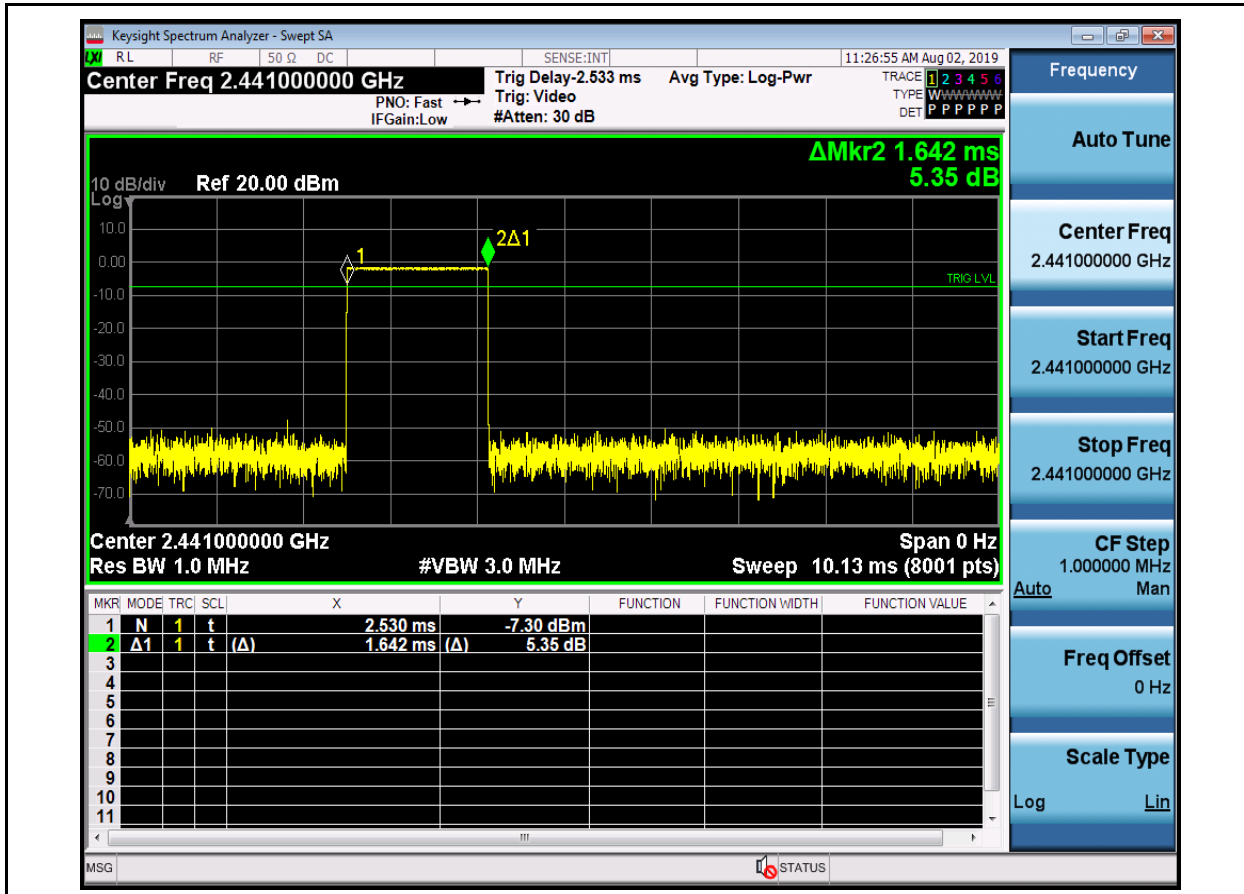 Keysight Spectrum Analyzer - Swept SA
LXI RL RF 50 Ω DC SENSE:INT 11:26:55 AM Aug 02, 2019
Center Freq 2.441000000 GHz
PNO: Fast
IFGain:Low
Trig Delay-2.533 ms
Trig: Video
#Atten: 30 dB
Avg Type: Log-Pwr
TRACE 1 2 3 4 5 6
TYPE WWWWWW
DET P P P P P P
ΔMkr2 1.642 ms
5.35 dB
10 dB/div Ref 20.00 dBm
Log
10.0
0.00
-10.0
-20.0
-30.0
-40.0
-50.0
-60.0
-70.0
1
2Δ1
TRIG LVL
Center 2.441000000 GHz Span 0 Hz
Res BW 1.0 MHz #VBW 3.0 MHz Sweep 10.13 ms (8001 pts)
MKR MODE TRC SCL X Y FUNCTION FUNCTION WIDTH FUNCTION VALUE
1 N 1 t 2.530 ms -7.30 dBm
2 Δ1 1 t (Δ) 1.642 ms (Δ) 5.35 dB
3
4
5
6
7
8
9
10
11
MSG STATUS
Frequency
Auto Tune
Center Freq
2.441000000 GHz
Start Freq
2.441000000 GHz
Stop Freq
2.441000000 GHz
CF Step
1.000000 MHz
Auto Man
Freq Offset
0 Hz
Scale Type
Log Lin